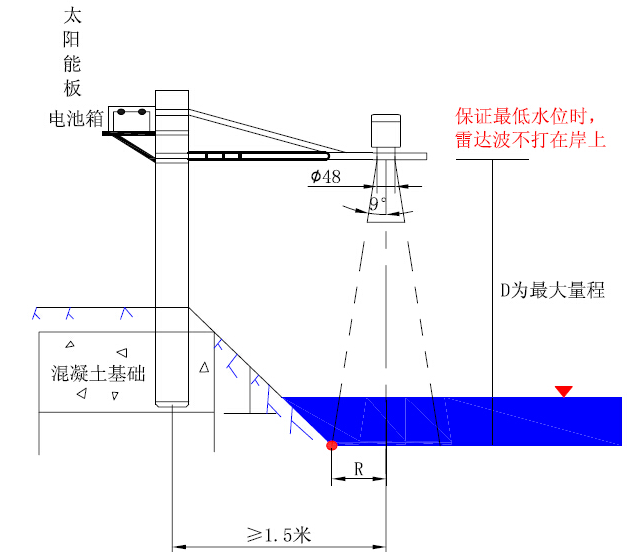 太
阳
能
板
电池箱
保证最低水位时，
雷达波不打在岸上
ϕ48
9°
D为最大量程
混凝土基础
R
≥1.5米